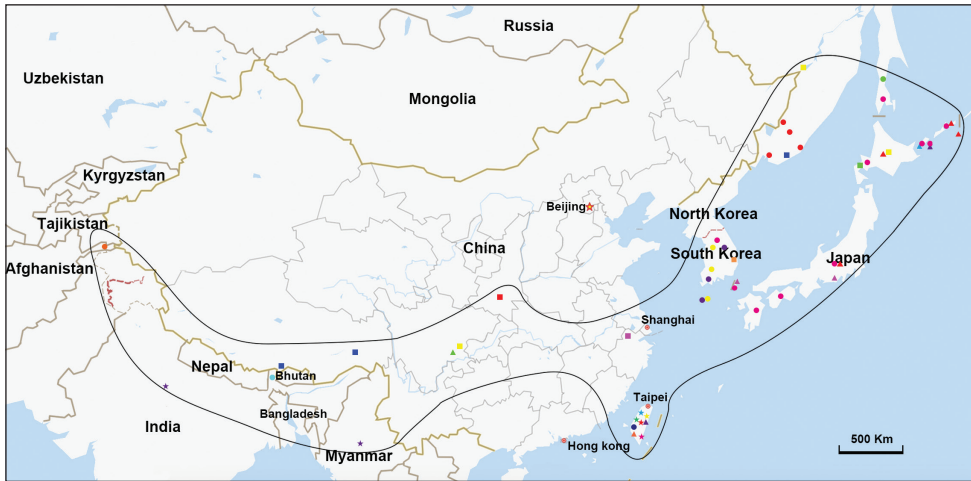 Russia
Uzbekistan
Mongolia
Kyrgyzstan
Beijing
Tajikistan
North Korea
China
South Korea
Japan
Afghanistan
Shanghai
Nepal
Bhutan
Taipei
Bangladesh
India
Hong kong
Myanmar
500 Km